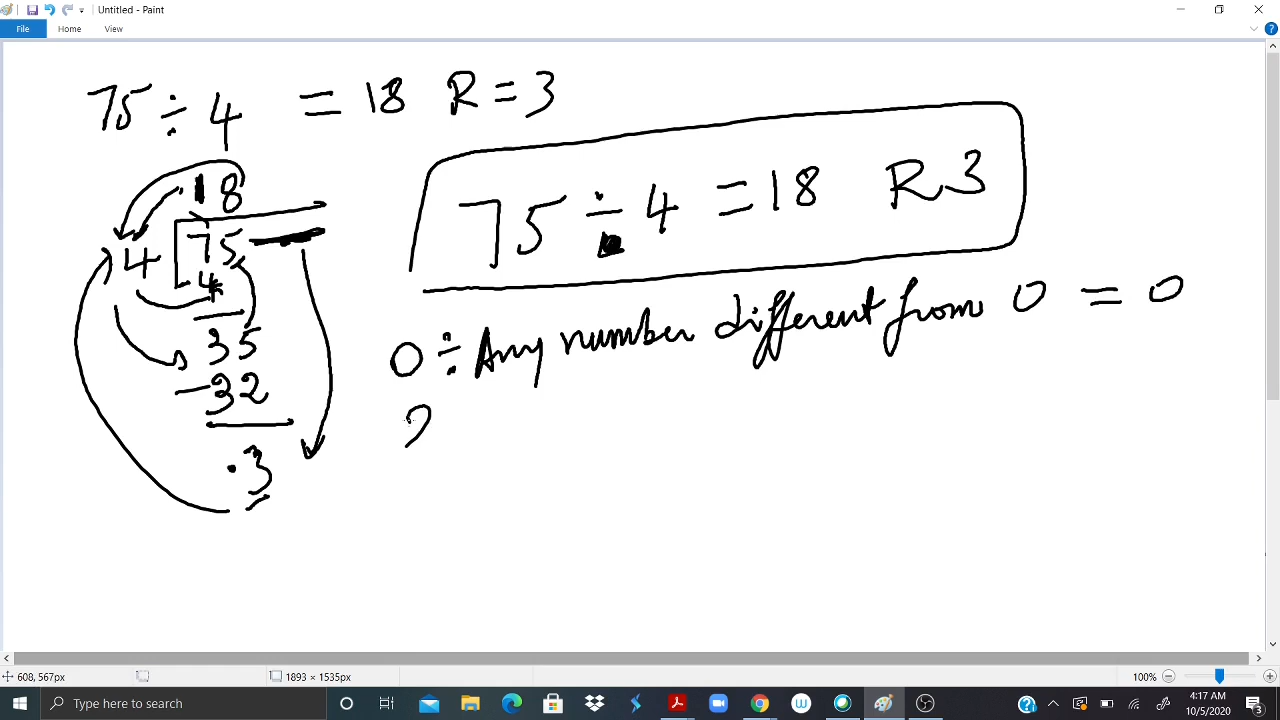 Untitled - Paint
File Home View
75 ÷ 4 = 18 R = 3
18
4 75
4
35
-32
3
75 ÷ 4 = 18 R3
0 ÷ Any number different from 0 = 0
608, 567px
1893 × 1535px
100%
Type here to search
4:17 AM
10/5/2020